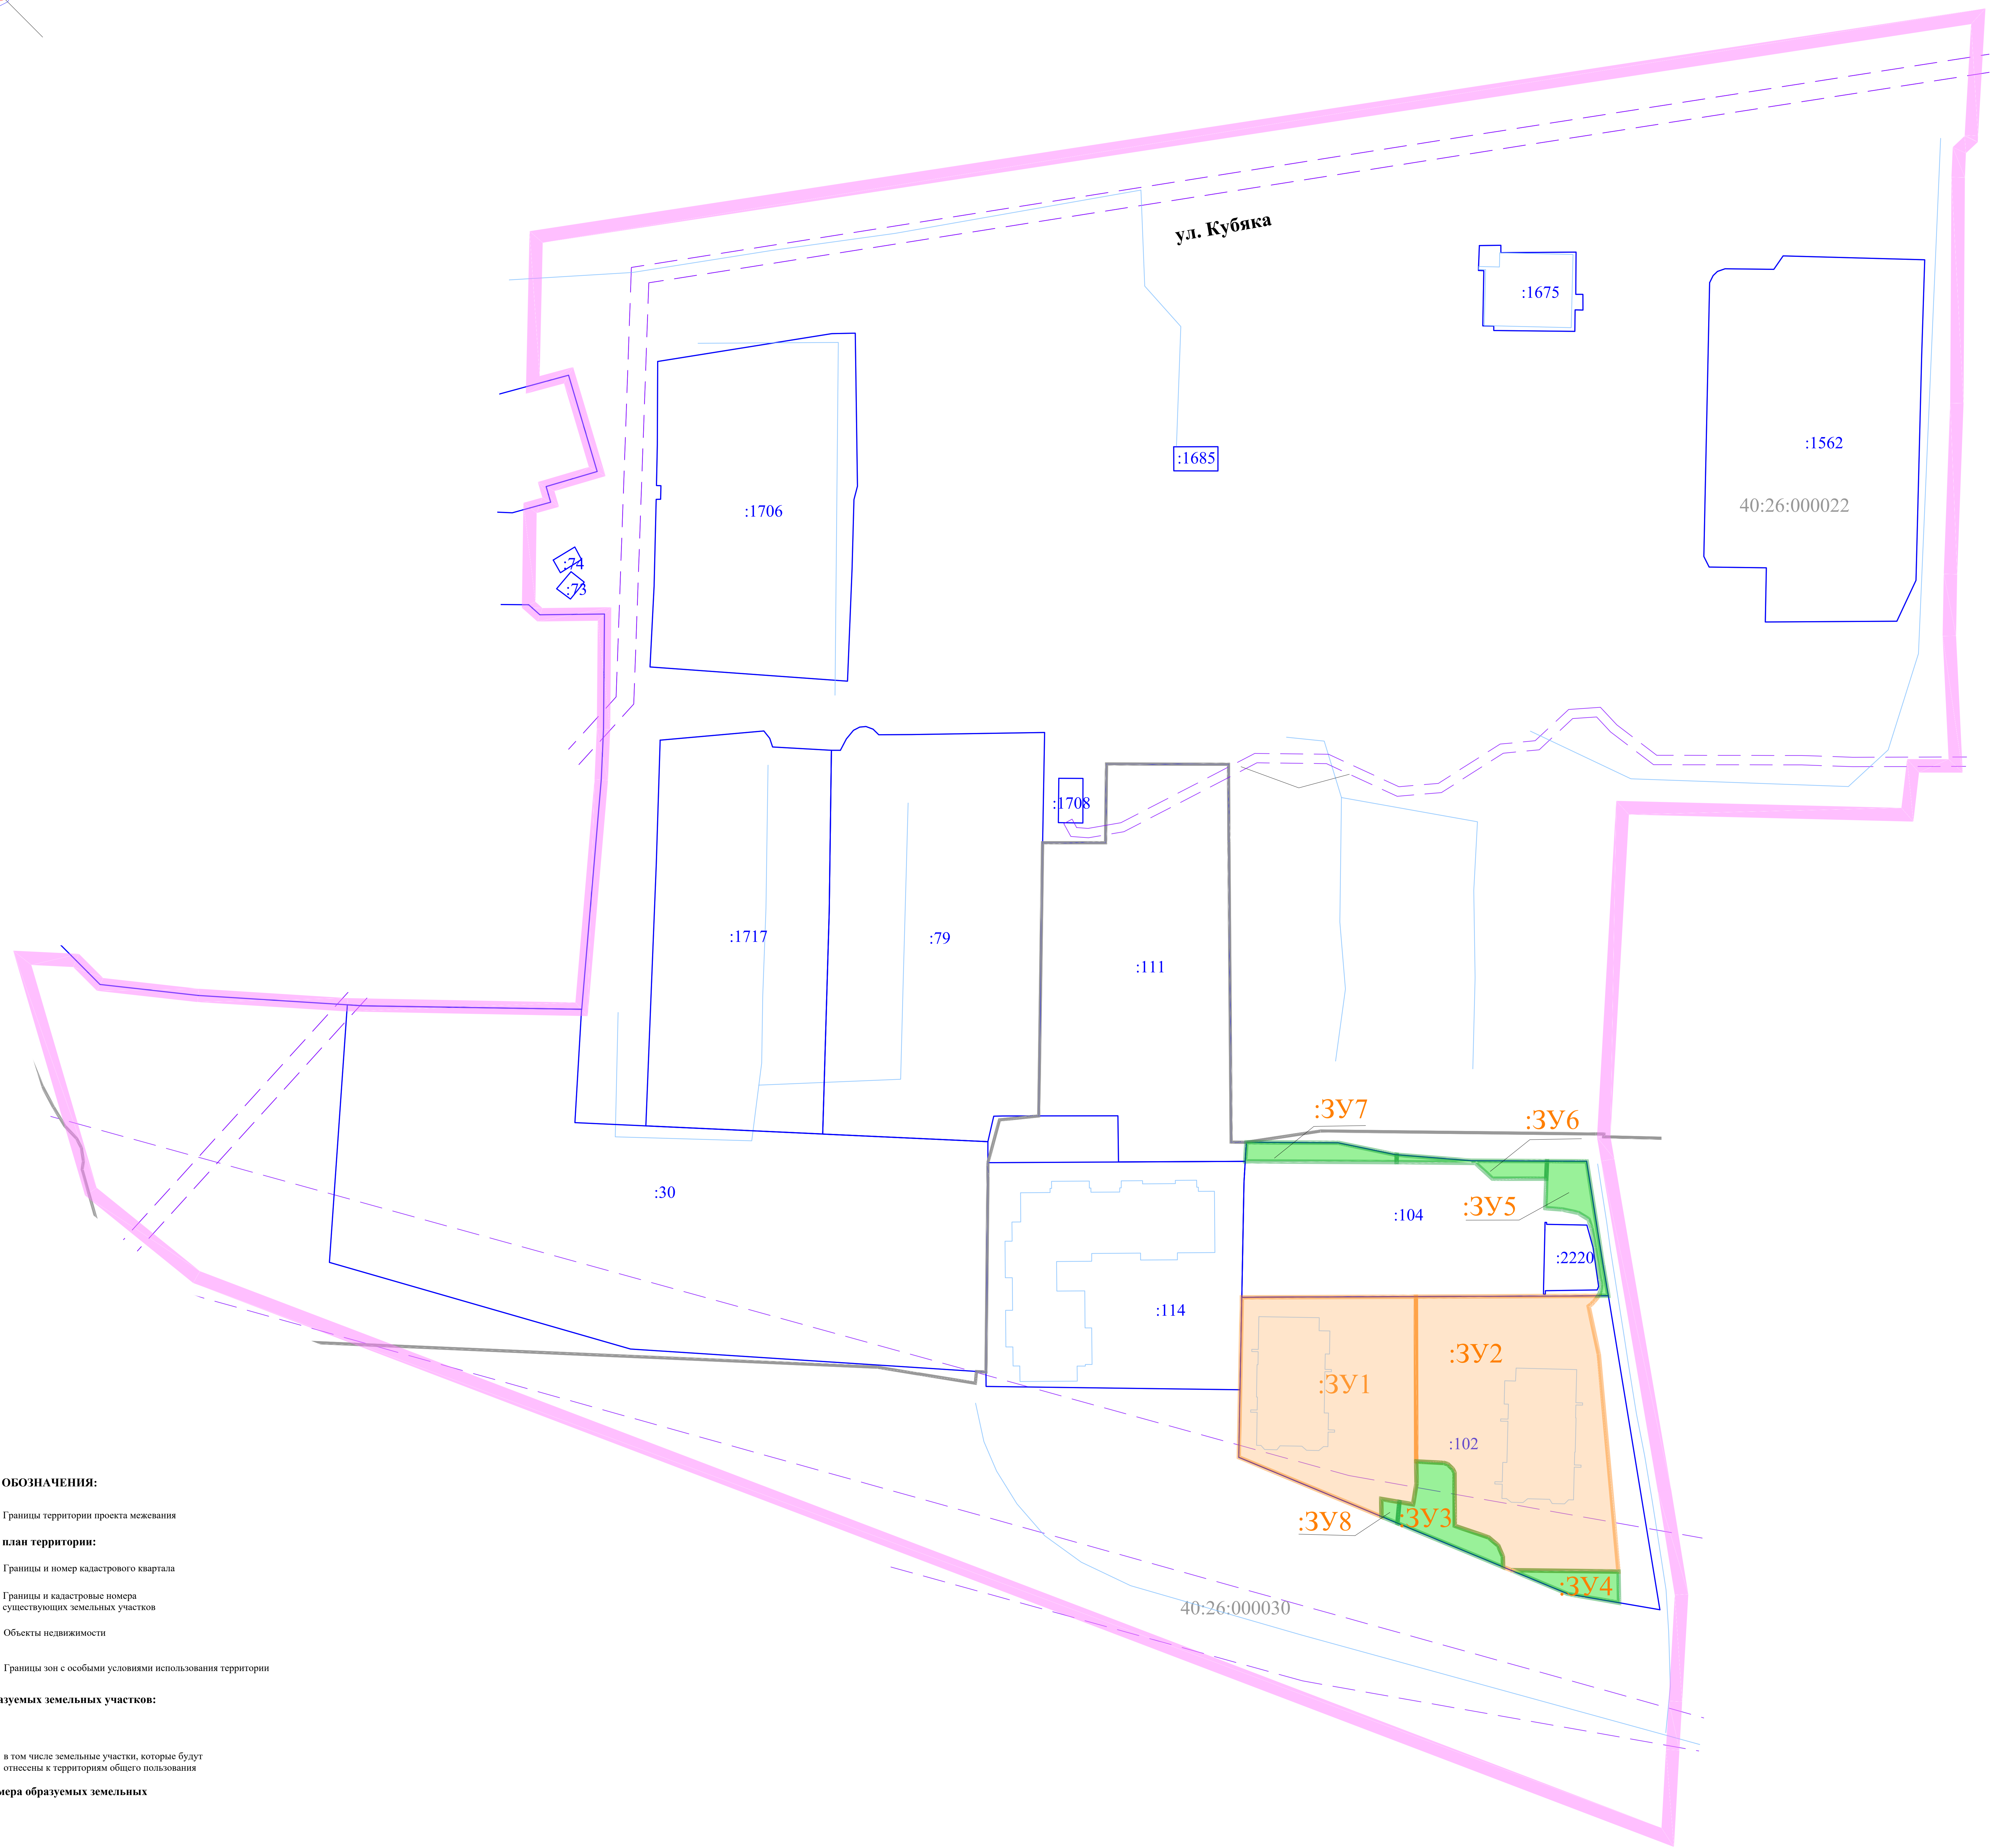 ул. Кубяка
:1675
:1562
:1685
40:26:000022
:1706
:74
:73
:1708
:1717
:79
:111
:ЗУ7
:ЗУ6
:30
:ЗУ5
:104
:2220
:114
:ЗУ2
:ЗУ1
:102
:ЗУ8
:ЗУ3
:ЗУ4
40:26:000030
ОБОЗНАЧЕНИЯ:
Границы территории проекта межевания
план территории:
Границы и номер кадастрового квартала
Границы и кадастровые номера
существующих земельных участков
Объекты недвижимости
Границы зон с особыми условиями использования территории
азуемых земельных участков:
в том числе земельные участки, которые будут
отнесены к территориям общего пользования
мера образуемых земельных